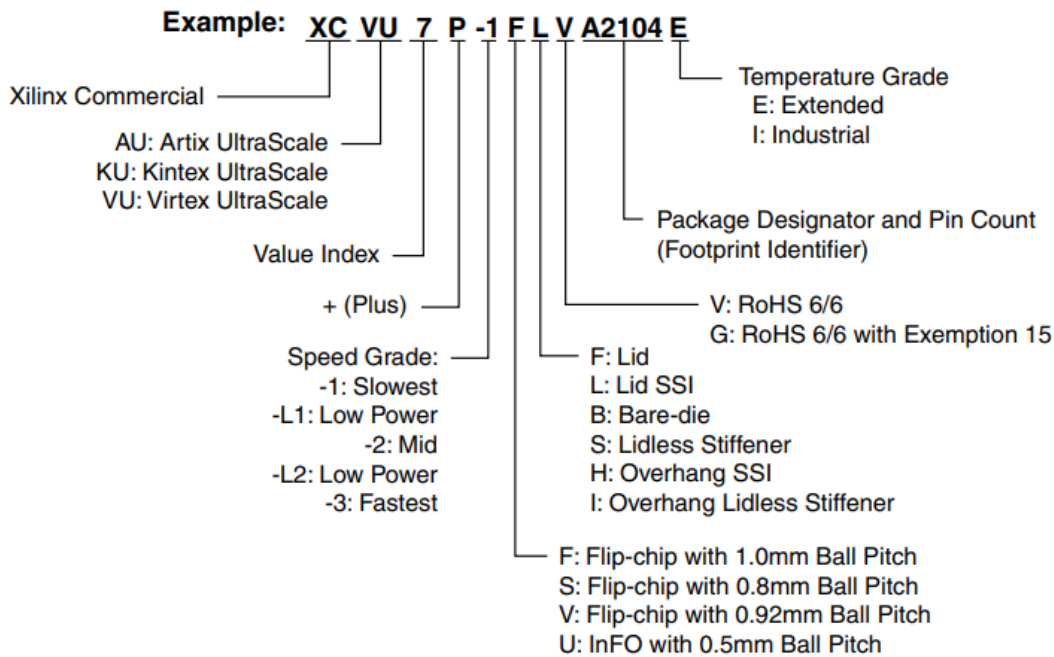 Example: XC VU 7 P -1 F L V A2104 E
Xilinx Commercial
AU: Artix UltraScale
KU: Kintex UltraScale
VU: Virtex UltraScale
Value Index
+ (Plus)
Speed Grade:
-1: Slowest
-L1: Low Power
-2: Mid
-L2: Low Power
-3: Fastest
Temperature Grade
E: Extended
I: Industrial
Package Designator and Pin Count
(Footprint Identifier)
V: RoHS 6/6
G: RoHS 6/6 with Exemption 15
F: Lid
L: Lid SSI
B: Bare-die
S: Lidless Stiffener
H: Overhang SSI
I: Overhang Lidless Stiffener
F: Flip-chip with 1.0mm Ball Pitch
S: Flip-chip with 0.8mm Ball Pitch
V: Flip-chip with 0.92mm Ball Pitch
U: InFO with 0.5mm Ball Pitch